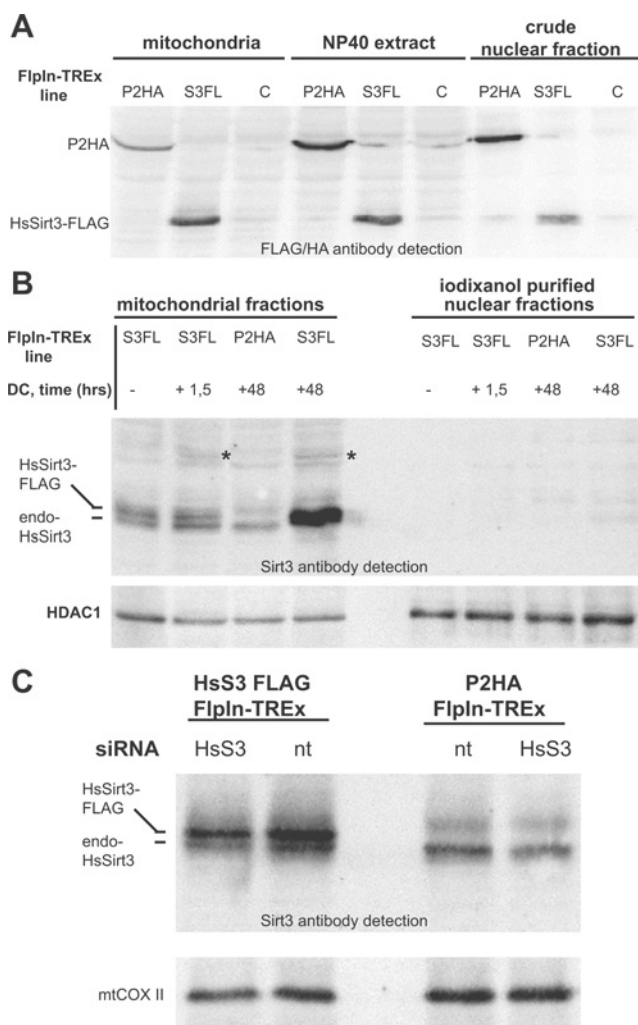 A
mitochondria NP40 extract crude nuclear fraction
FlpIn-TREx
line
P2HA S3FL C P2HA S3FL C P2HA S3FL C
P2HA
HsSirt3-FLAG
FLAG/HA antibody detection
B
mitochondrial fractions iodixanol purified nuclear fractions
FlpIn-TREx
line
S3FL S3FL P2HA S3FL S3FL S3FL P2HA S3FL
DC, time (hrs) - + 1,5 +48 +48 - + 1,5 +48 +48
* *
HsSirt3-
FLAG
endo-
HsSirt3
Sirt3 antibody detection
HDAC1
C
HsS3 FLAG P2HA
FlpIn-TREx FlpIn-TREx
siRNA HsS3 nt nt HsS3
HsSirt3-
FLAG
endo-
HsSirt3
Sirt3 antibody detection
mtCOX II